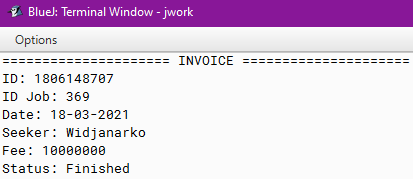 BlueJ: Terminal Window - jwork
Options
===================== INVOICE =====================
ID: 1806148707
ID Job: 369
Date: 18-03-2021
Seeker: Widjanarko
Fee: 10000000
Status: Finished